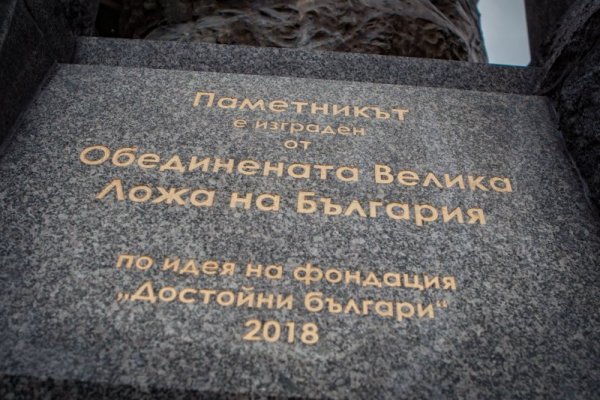 Паметникът
е изграден
от
Обединената Велика
Ложа на България
по идея на фондация
„Достойни българи“
2018